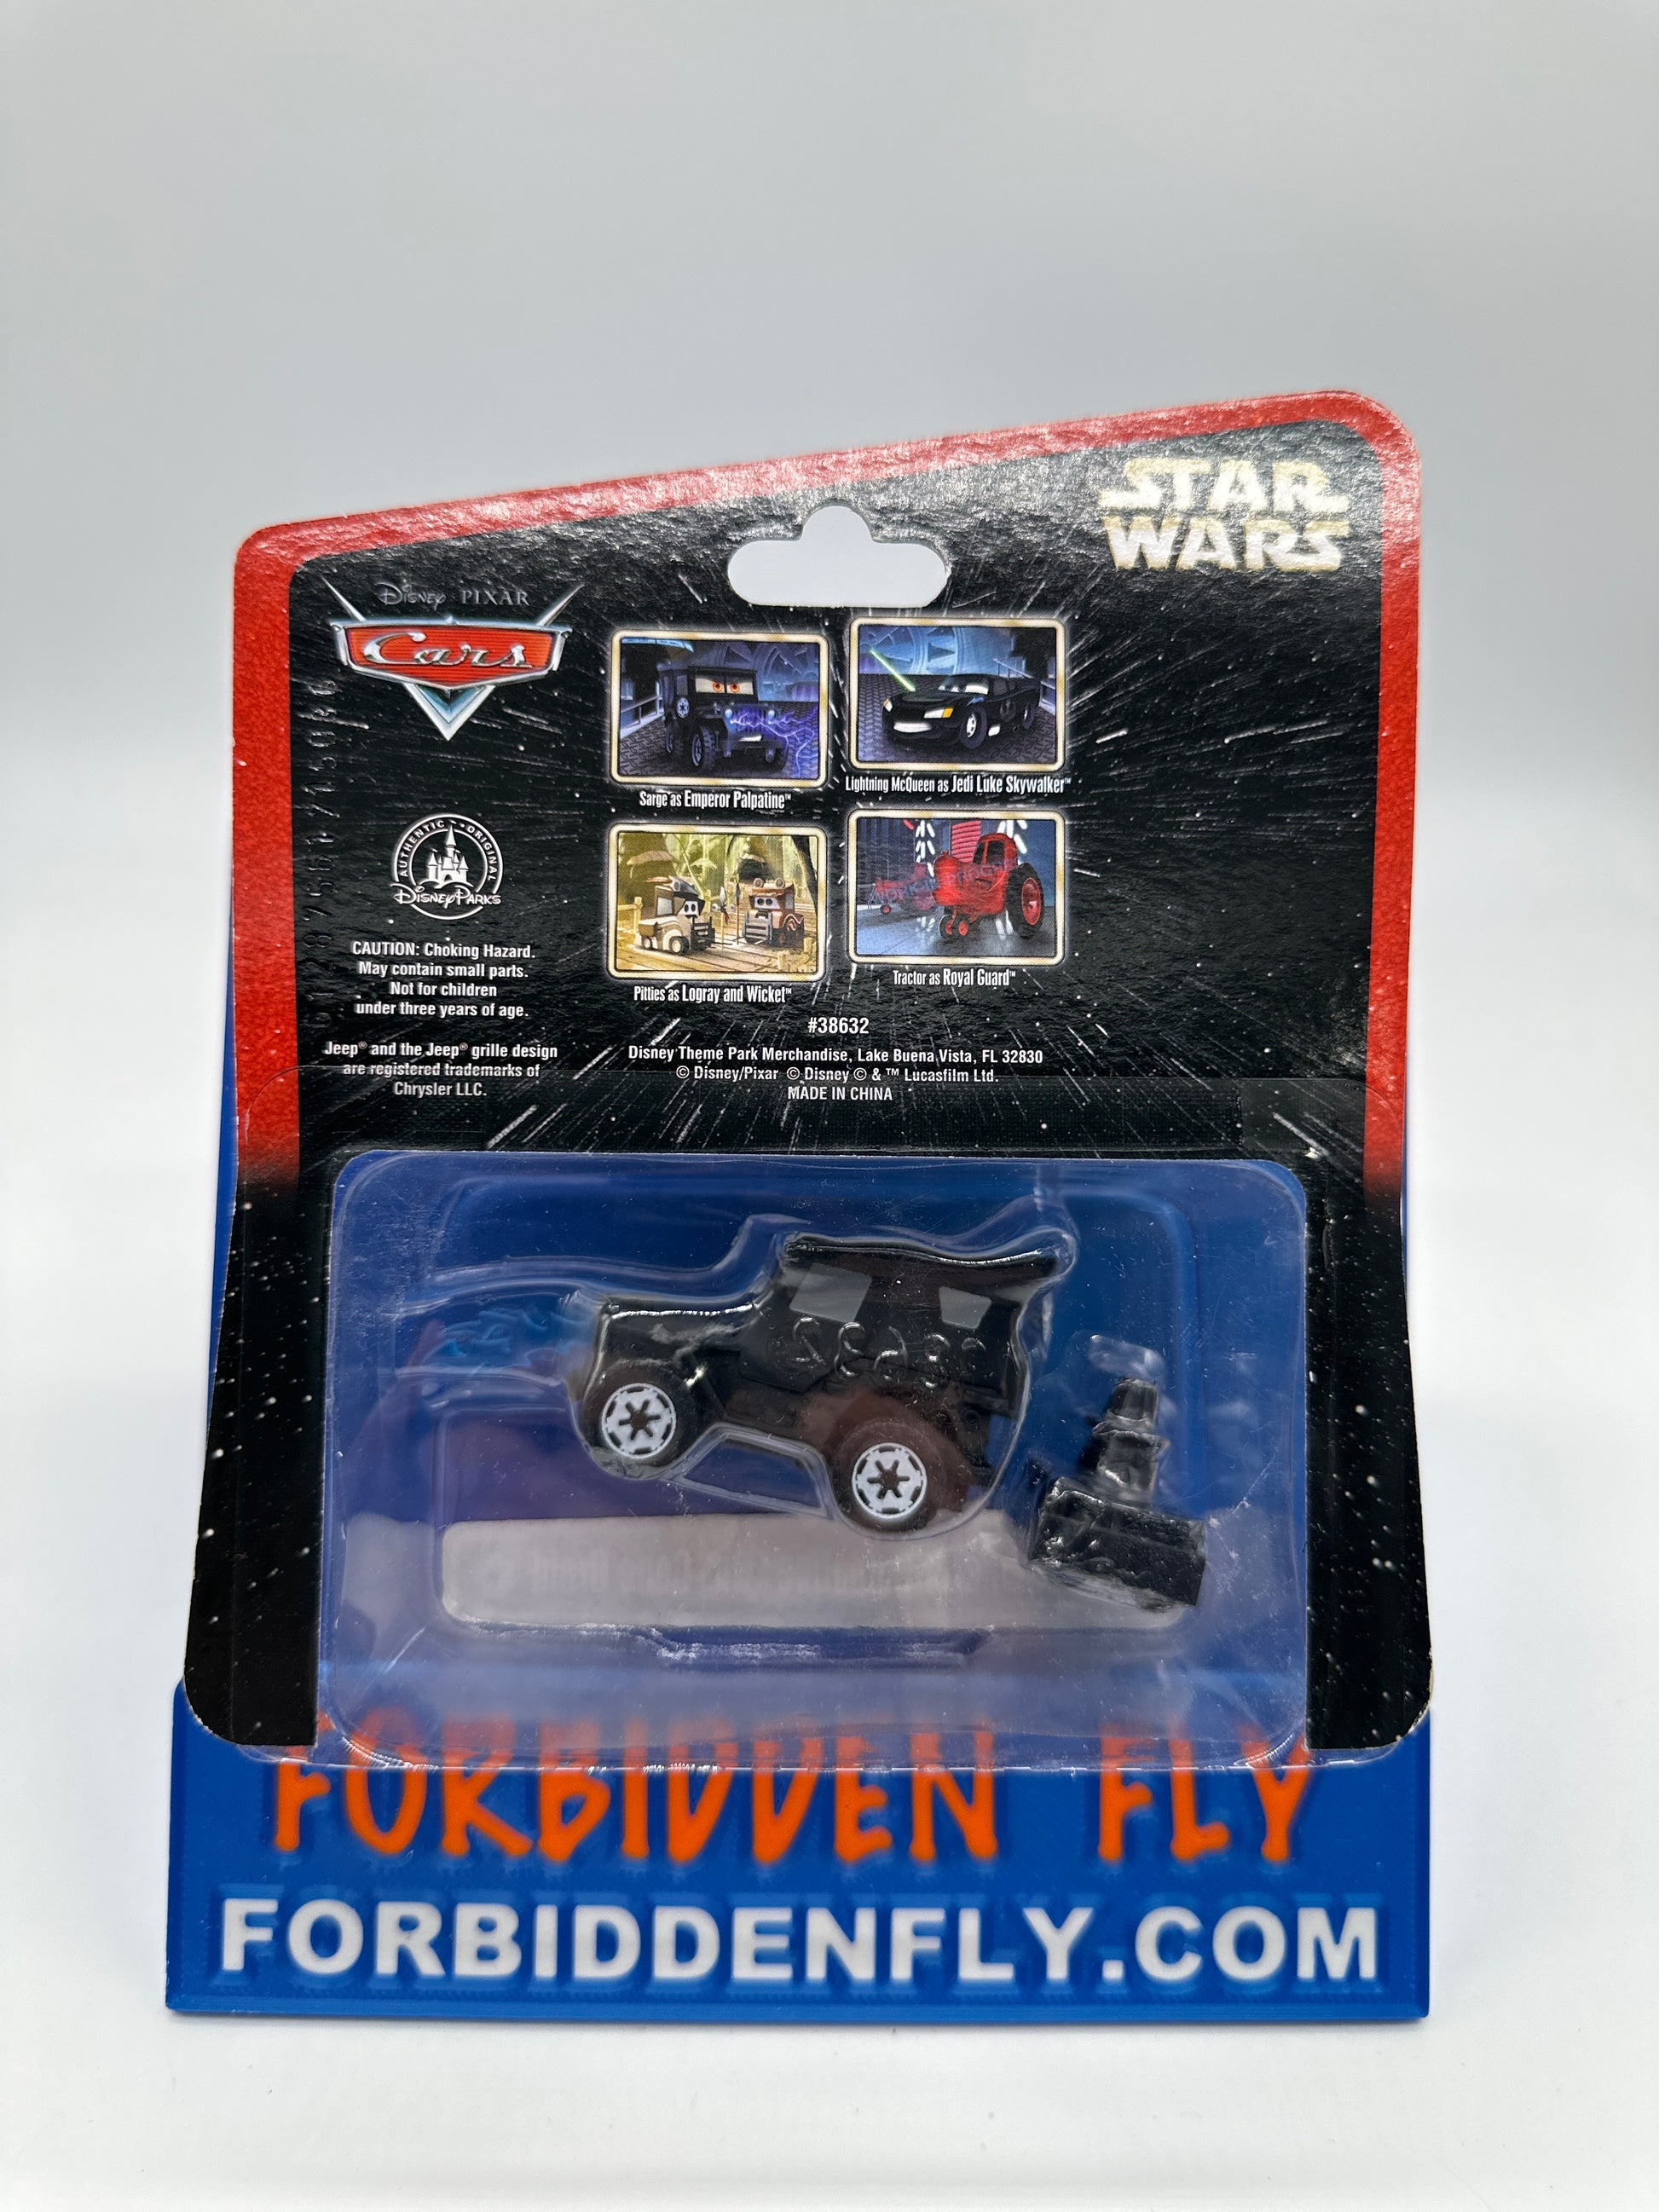 STAR
WARS
DISNEY PIXAR
Cars
Sarge as Emperor Palpatine™
Lightning McQueen as Jedi Luke Skywalker™
Pitties as Logray and Wicket™
Tractor as Royal Guard™
AUTHENTIC ORIGINAL
DISNEY PARKS
CAUTION: Choking Hazard.
May contain small parts.
Not for children
under three years of age.
Jeep® and the Jeep® grille design
are registered trademarks of
Chrysler LLC.
#38632
Disney Theme Park Merchandise, Lake Buena Vista, FL 32830
© Disney/Pixar © Disney © & ™ Lucasfilm Ltd.
MADE IN CHINA
FORBIDDEN FLY
FORBIDDENFLY.COM